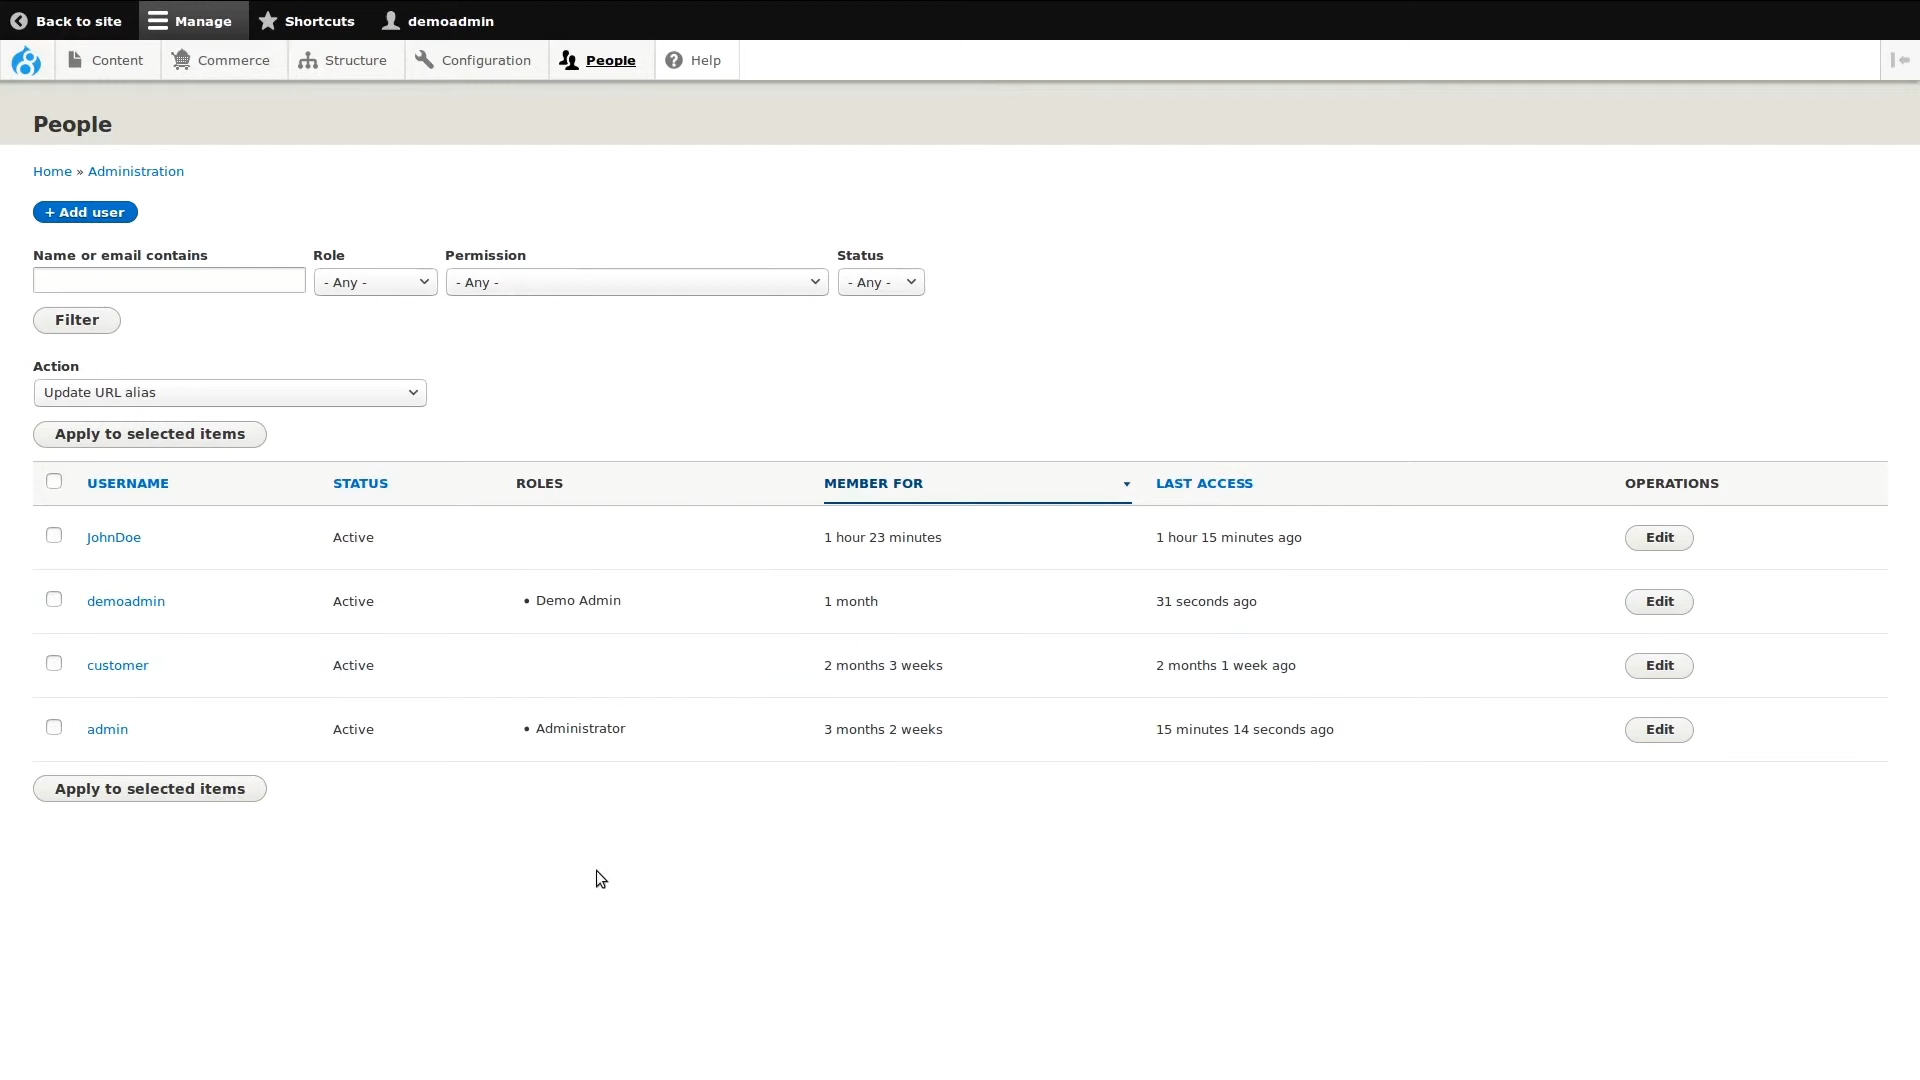 Back to site Manage Shortcuts demoadmin
Content Commerce Structure Configuration People Help
People
Home » Administration
+ Add user
Name or email contains Role Permission Status
- Any - - Any - - Any -
Filter
Action
Update URL alias
Apply to selected items
USERNAME STATUS ROLES MEMBER FOR LAST ACCESS OPERATIONS
JohnDoe Active 1 hour 23 minutes 1 hour 15 minutes ago Edit
demoadmin Active • Demo Admin 1 month 31 seconds ago Edit
customer Active 2 months 3 weeks 2 months 1 week ago Edit
admin Active • Administrator 3 months 2 weeks 15 minutes 14 seconds ago Edit
Apply to selected items